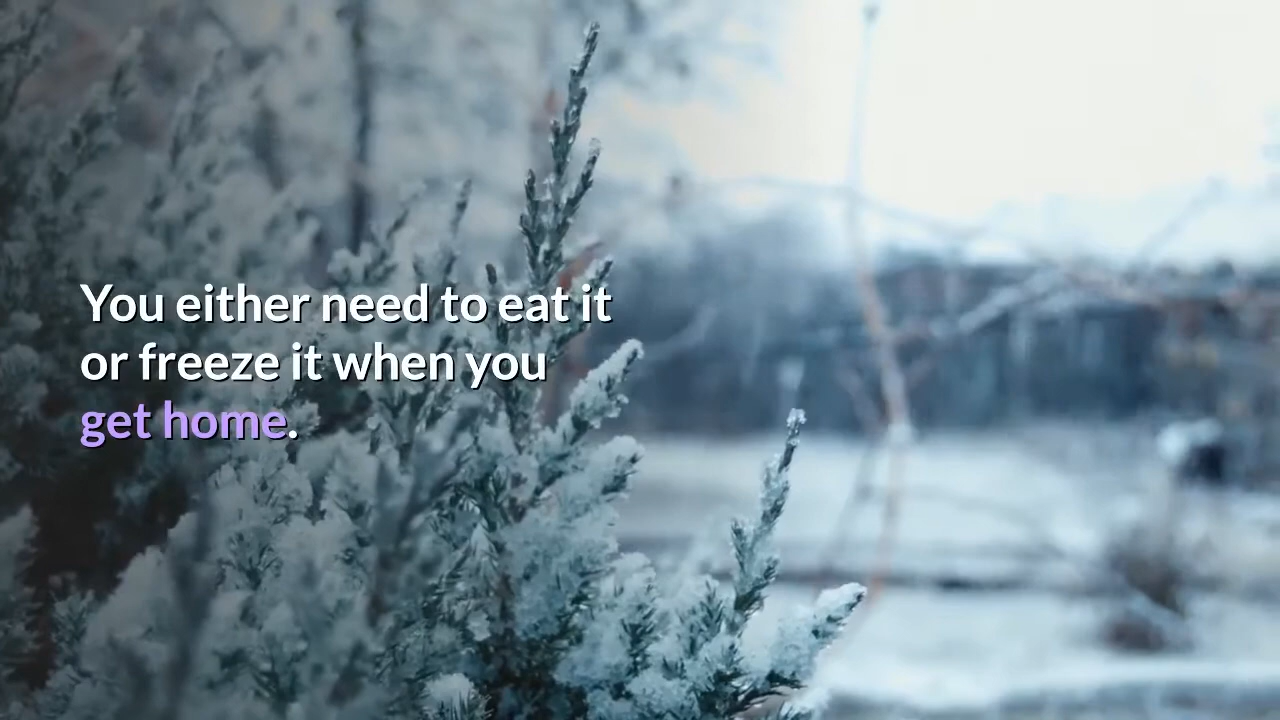 You either need to eat it
or freeze it when you
get home.